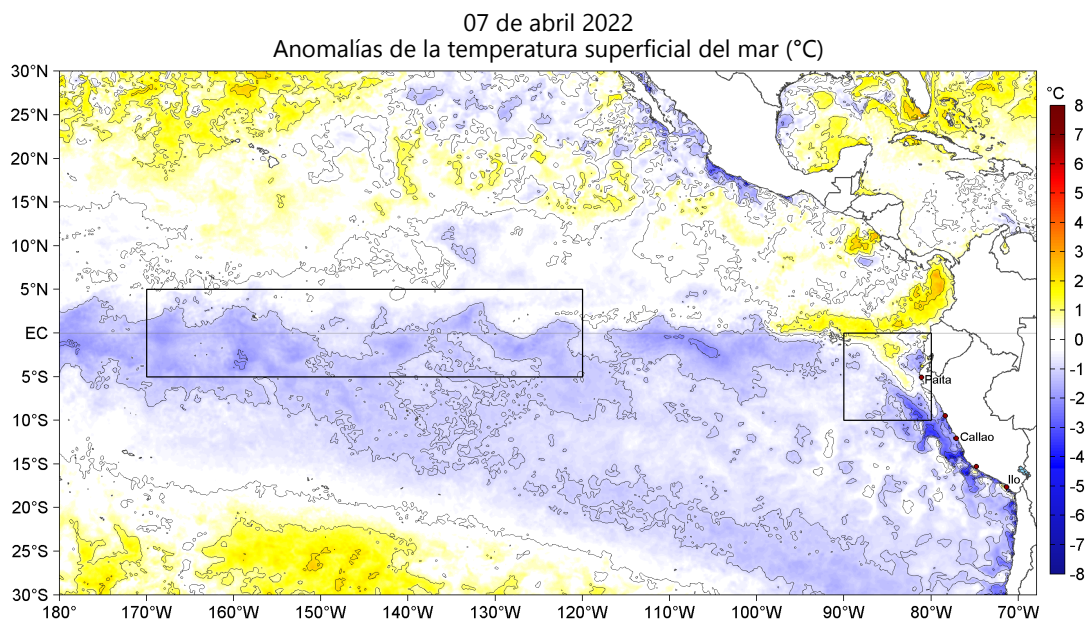 07 de abril 2022
Anomalías de la temperatura superficial del mar (°C)
30°N
25°N
20°N
15°N
10°N
5°N
EC
5°S
10°S
15°S
20°S
25°S
30°S
180
170°W
160°W
150°W
140°W
130°W
120°W
110°W
100°W
90°W
80°W
70°W
Paita
Callao
Ilo
°C
8
7
6
5
4
3
2
1
0
-1
-2
-3
-4
-5
-6
-7
-8